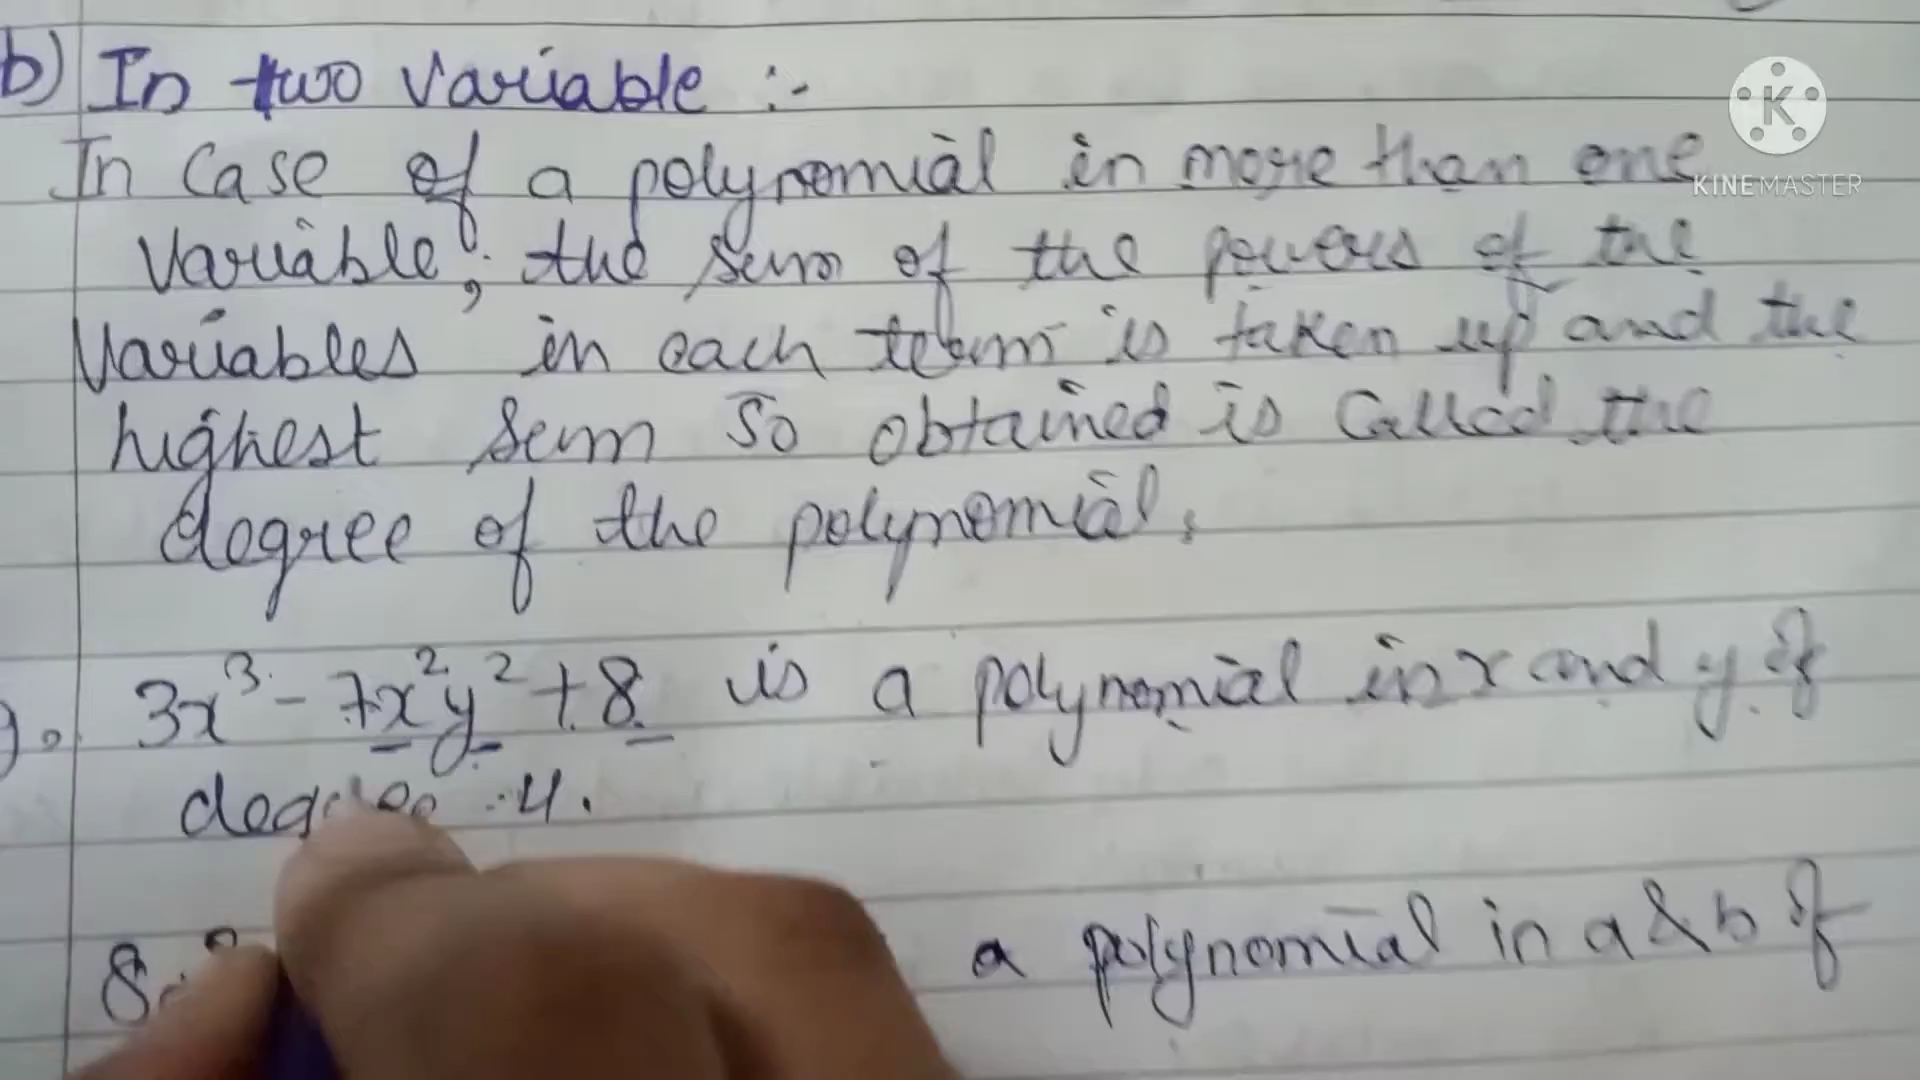 b) In two variable :-
K
KINEMASTER
In case of a polynomial in more than one
variable, the sum of the powers of the
variables in each term is taken up and the
highest sum so obtained is called the
degree of the polynomial.
3x³ - 7x²y² + 8 is a polynomial in x and y of
degree 4.
a polynomial in a & b of